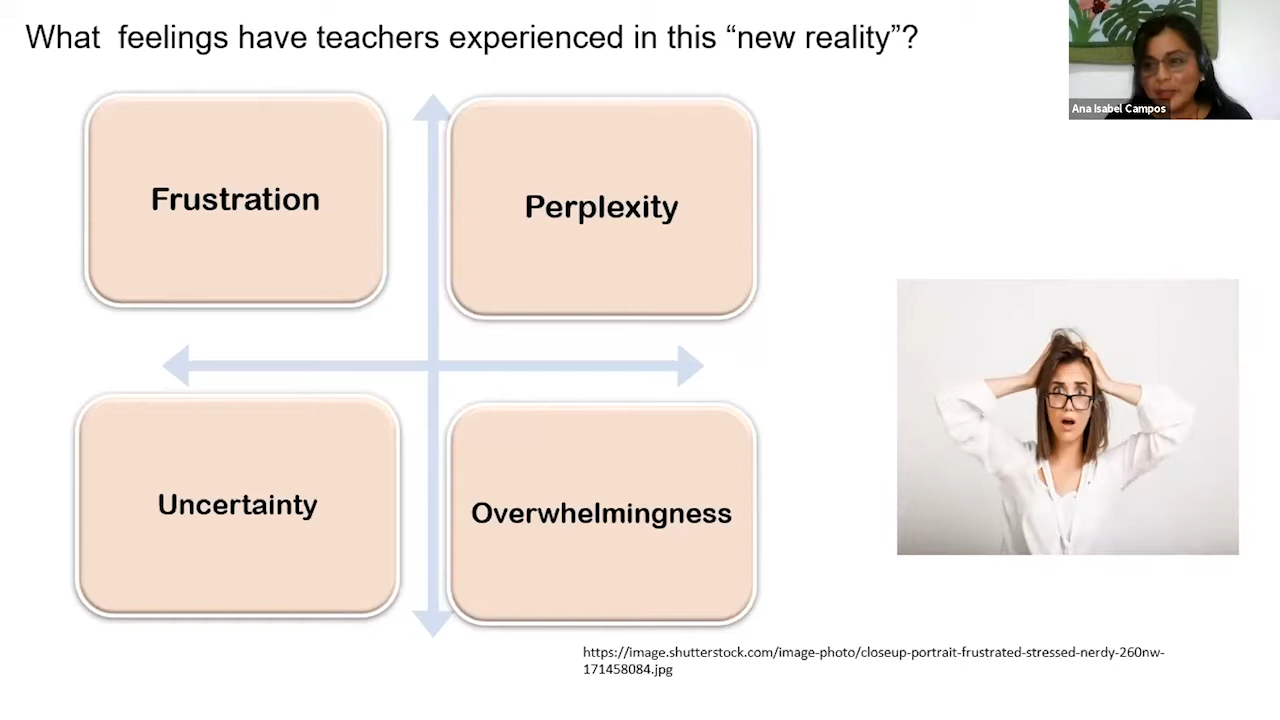 What  feelings have teachers experienced in this “new reality”?
Ana Isabel Campos
Frustration
Perplexity
Uncertainty
Overwhelmingness
https://image.shutterstock.com/image-photo/closeup-portrait-frustrated-stressed-nerdy-260nw-
171458084.jpg